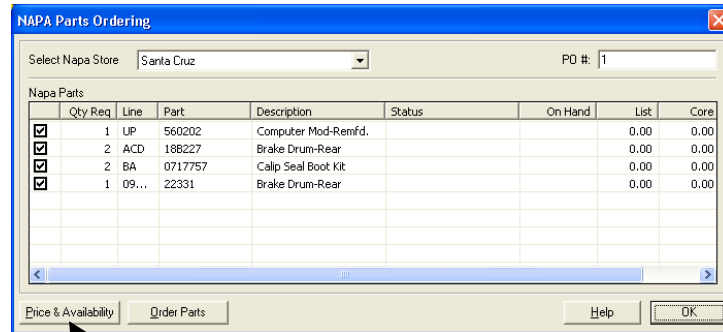 NAPA Parts Ordering
Select Napa Store Santa Cruz PO #: 1
Napa Parts
Qty Req Line Part Description Status On Hand List Core
1 UP 560202 Computer Mod-Remfd. 0.00 0.00
2 ACD 18B227 Brake Drum-Rear 0.00 0.00
2 BA 0717757 Calip Seal Boot Kit 0.00 0.00
1 09... 22331 Brake Drum-Rear 0.00 0.00
Price & Availability Order Parts Help OK